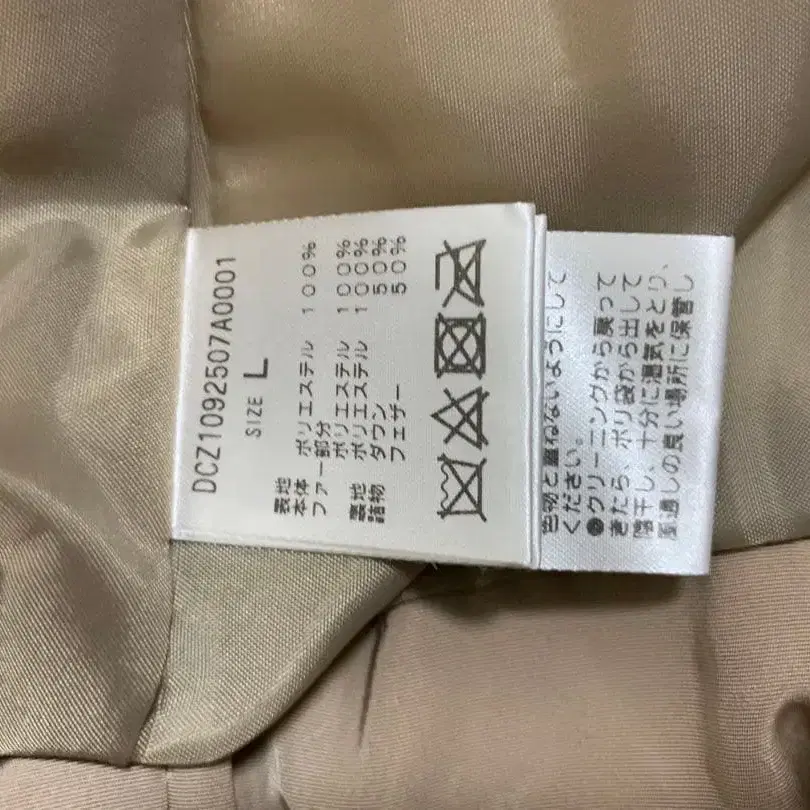 DCZ1092507A0001
SIZE L
表地
本体 ポリエステル 100%
ファー部分
ポリエステル 100%
裏地 ポリエステル 100%
詰物 ダウン 50%
フェザー 50%
色物と重ねないようにして
ください。
●クリーニングから戻って
きたら、ポリ袋から出して
陰干し、十分に湿気をとり、
風通しの良い場所に保管し